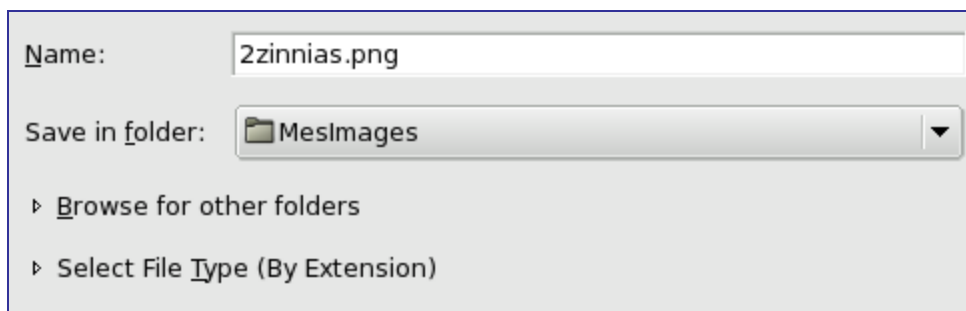 Name: 2zinnias.png
Save in folder: MesImages
Browse for other folders
Select File Type (By Extension)